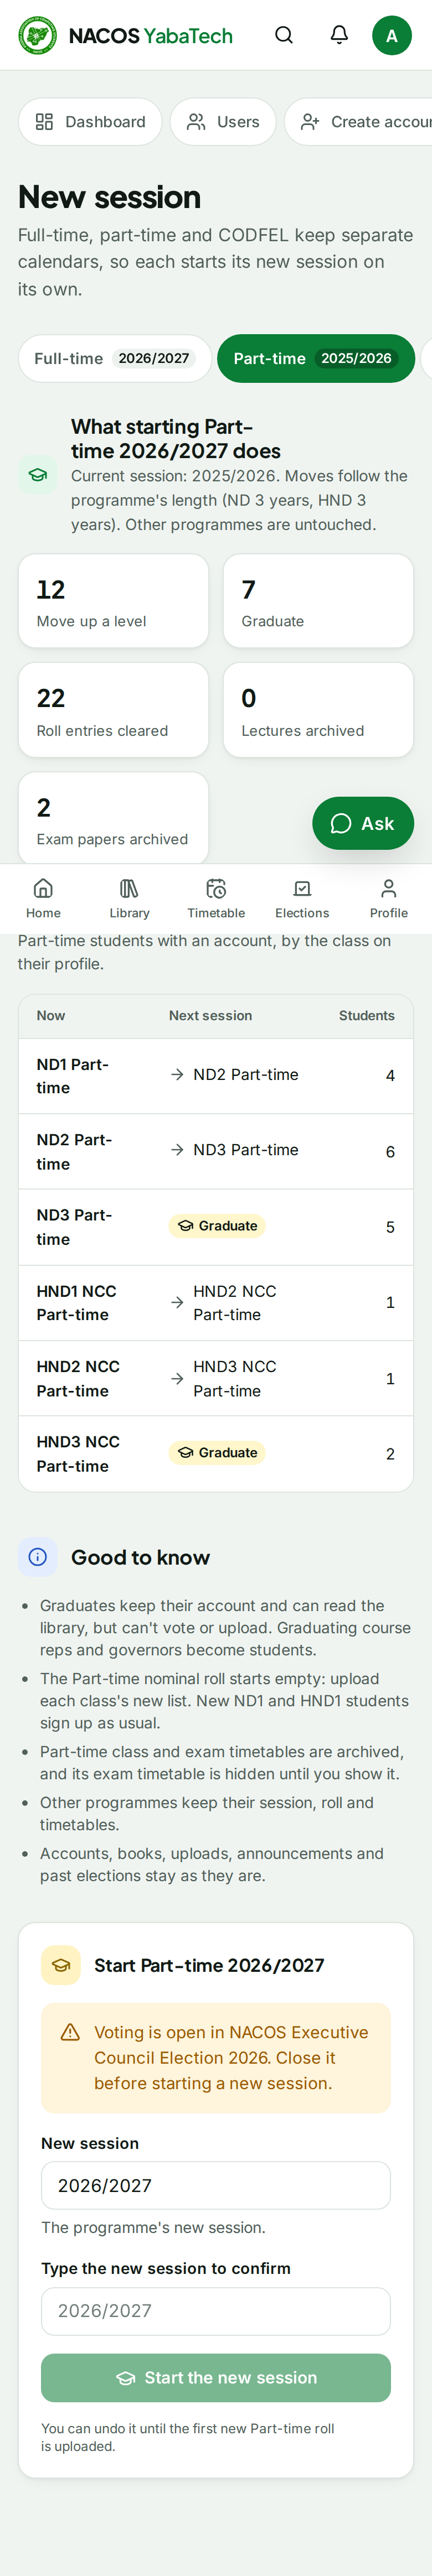 NACOS YabaTech
A
Dashboard
Users
Create accour
New session
Full-time, part-time and CODFEL keep separate
calendars, so each starts its new session on
its own.
Full-time 2026/2027
Part-time 2025/2026
What starting Part-
time 2026/2027 does
Current session: 2025/2026. Moves follow the
programme's length (ND 3 years, HND 3
years). Other programmes are untouched.
12
Move up a level
7
Graduate
22
Roll entries cleared
0
Lectures archived
2
Exam papers archived
Ask
Home
Library
Timetable
Elections
Profile
Part-time students with an account, by the class on
their profile.
Now Next session Students
ND1 Part-
time
ND2 Part-time
4
ND2 Part-
time
ND3 Part-time
6
ND3 Part-
time
Graduate
5
HND1 NCC
Part-time
HND2 NCC
Part-time
1
HND2 NCC
Part-time
HND3 NCC
Part-time
1
HND3 NCC
Part-time
Graduate
2
Good to know
• Graduates keep their account and can read the
library, but can't vote or upload. Graduating course
reps and governors become students.
• The Part-time nominal roll starts empty: upload
each class's new list. New ND1 and HND1 students
sign up as usual.
• Part-time class and exam timetables are archived,
and its exam timetable is hidden until you show it.
• Other programmes keep their session, roll and
timetables.
• Accounts, books, uploads, announcements and
past elections stay as they are.
Start Part-time 2026/2027
Voting is open in NACOS Executive
Council Election 2026. Close it
before starting a new session.
New session
2026/2027
The programme's new session.
Type the new session to confirm
2026/2027
Start the new session
You can undo it until the first new Part-time roll
is uploaded.